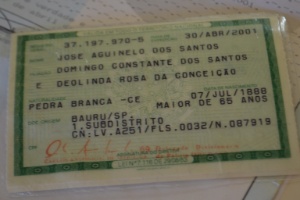 37.197.970-5 30/ABR/2001
JOSE AGUINELO DOS SANTOS
DOMINGO CONSTANTE DOS SANTOS
E DEOLINDA ROSA DA CONCEIÇÃO
PEDRA BRANCA -CE 07/JUL/1888
MAIOR DE 65 ANOS
BAURU/SP.
1.SUBDISTRITO
CN:LV.A251/FLS.0032/N.087919